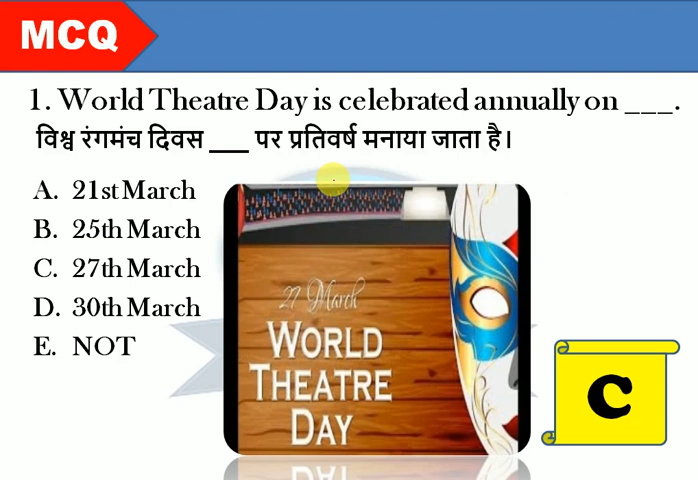 MCQ
1. World Theatre Day is celebrated annually on ___.
विश्व रंगमंच दिवस ___ पर प्रतिवर्ष मनाया जाता है।
A. 21st March
B. 25th March
C. 27th March
D. 30th March
E. NOT
27 March
WORLD
THEATRE
DAY
C